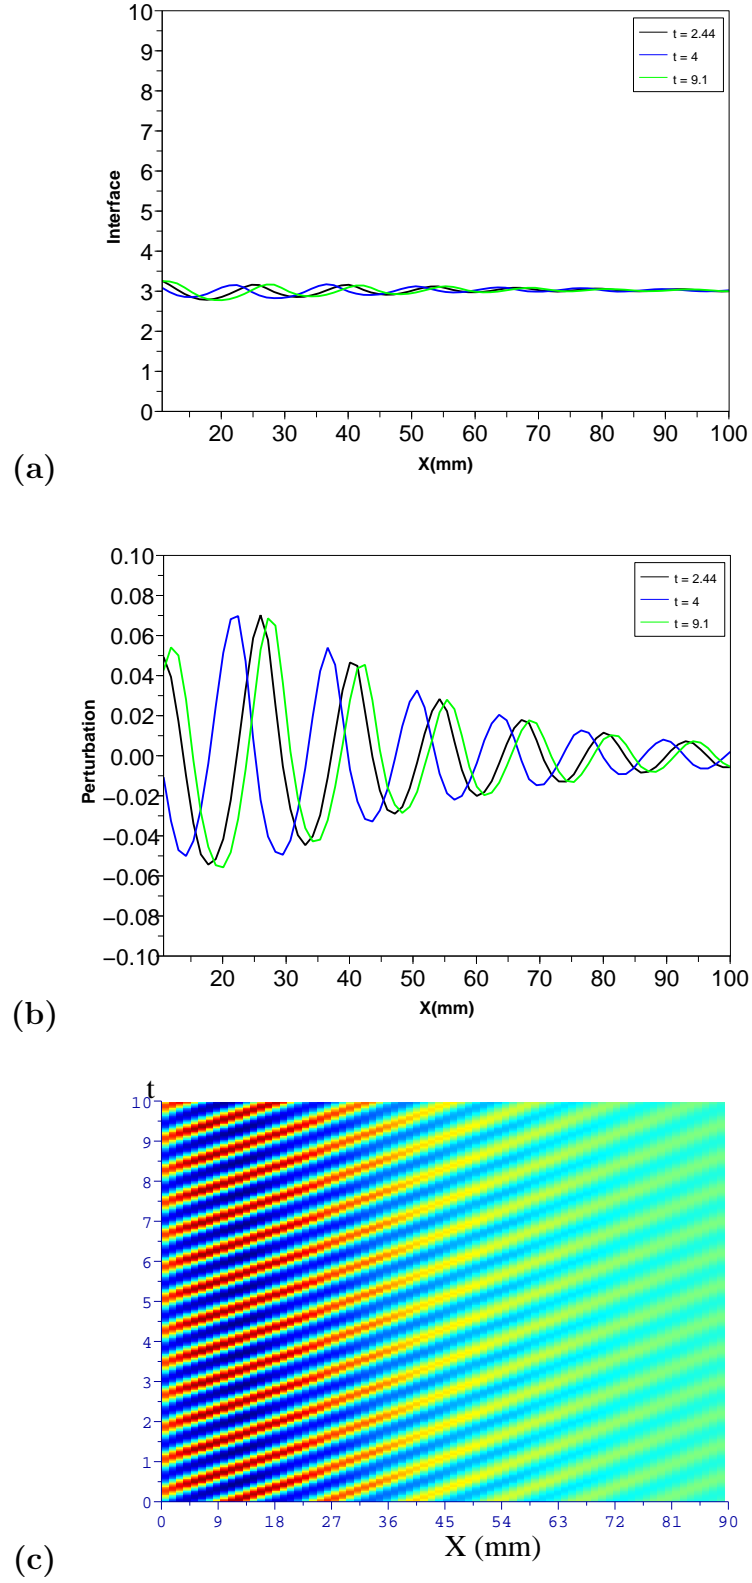 10
9
8
7
6
5
4
3
2
1
0
Interface
t = 2.44
t = 4
t = 9.1
20 30 40 50 60 70 80 90 100
X(mm)
(a)
0.10
0.08
0.06
0.04
0.02
0.00
−0.02
−0.04
−0.06
−0.08
−0.10
Perturbation
t = 2.44
t = 4
t = 9.1
20 30 40 50 60 70 80 90 100
X(mm)
(b)
t
10
9
8
7
6
5
4
3
2
1
0
0 9 18 27 36 45 54 63 72 81 90
X (mm)
(c)